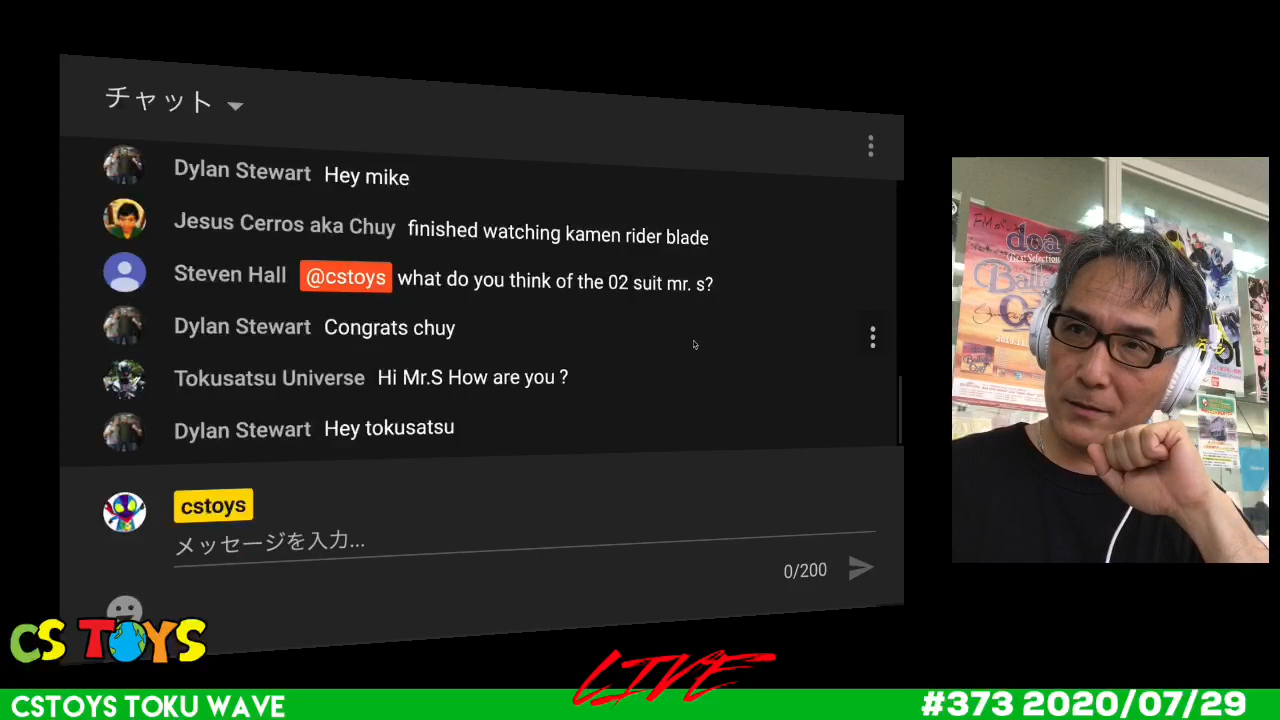 チャット
Dylan Stewart Hey mike
Jesus Cerros aka Chuy finished watching kamen rider blade
Steven Hall @cstoys what do you think of the 02 suit mr. s?
Dylan Stewart Congrats chuy
Tokusatsu Universe Hi Mr.S How are you ?
Dylan Stewart Hey tokusatsu
cstoys
メッセージを入力...
0/200
doa
Best Selection
CS TOYS
LIVE
CSTOYS TOKU WAVE
#373 2020/07/29